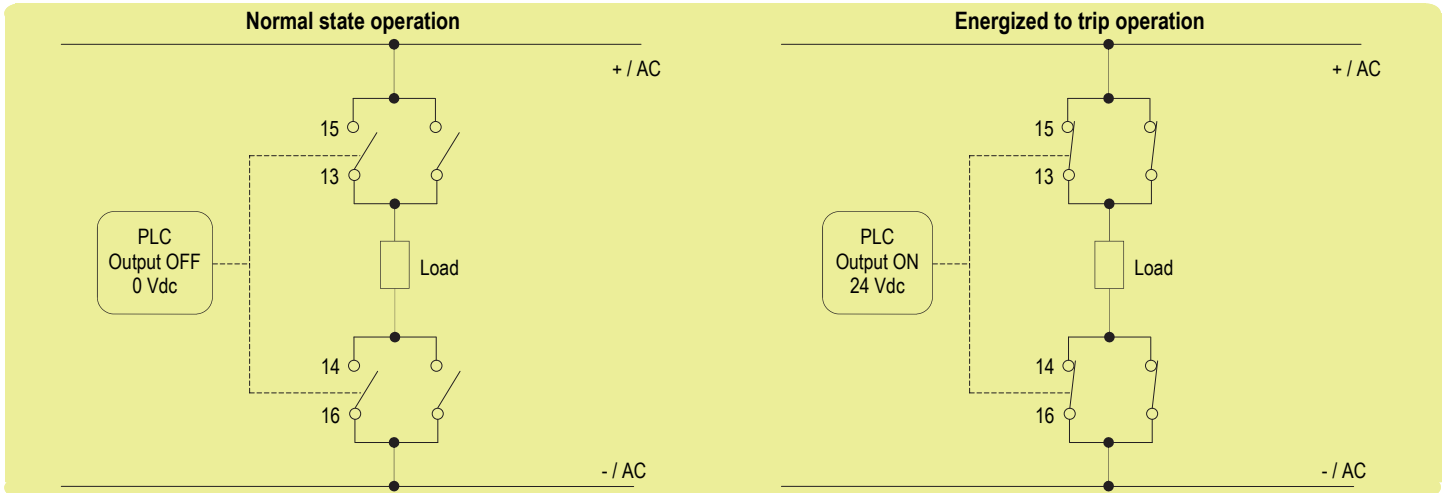 Normal state operation
+ / AC
15
13
PLC
Output OFF
0 Vdc
Load
14
16
- / AC
Energized to trip operation
+ / AC
15
13
PLC
Output ON
24 Vdc
Load
14
16
- / AC